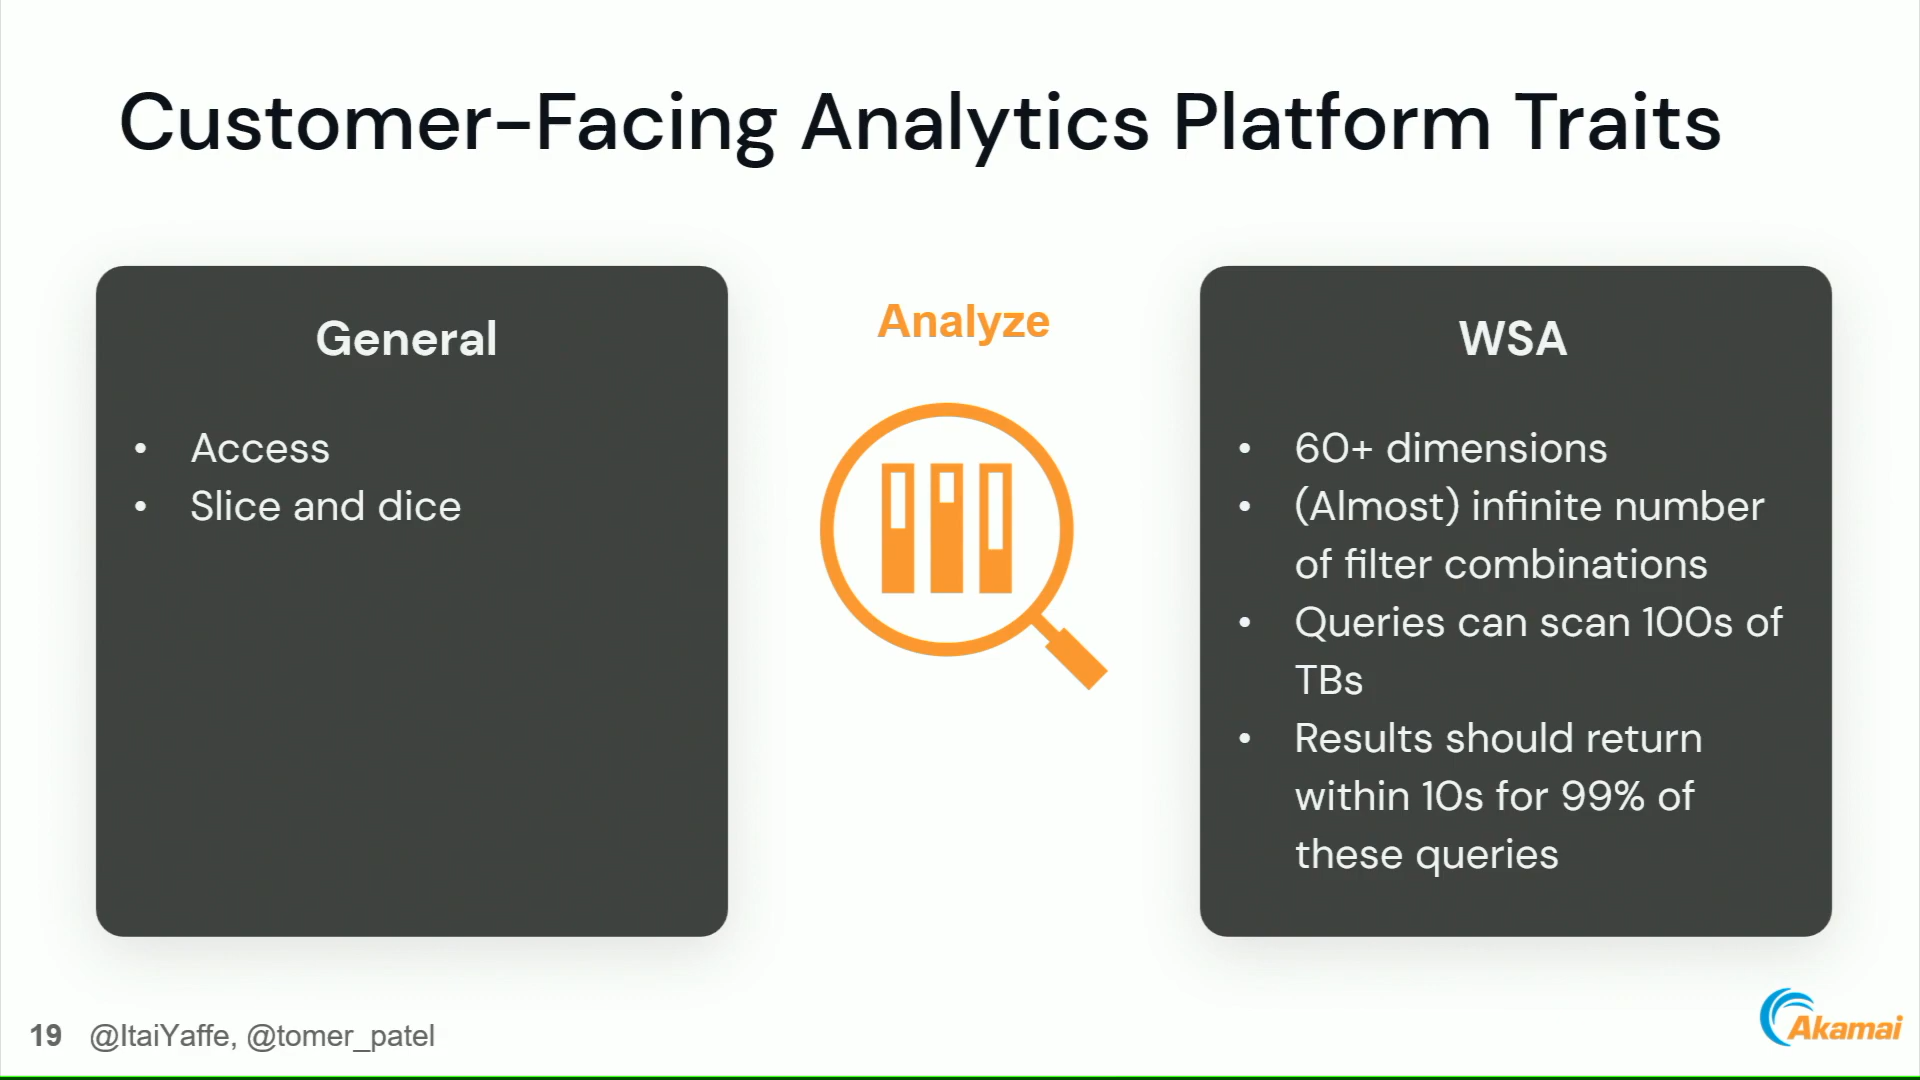 Customer-Facing Analytics Platform Traits
General
• Access
• Slice and dice
Analyze
WSA
• 60+ dimensions
• (Almost) infinite number
of filter combinations
• Queries can scan 100s of
TBs
• Results should return
within 10s for 99% of
these queries
19 @ItaiYaffe, @tomer_patel
Akamai